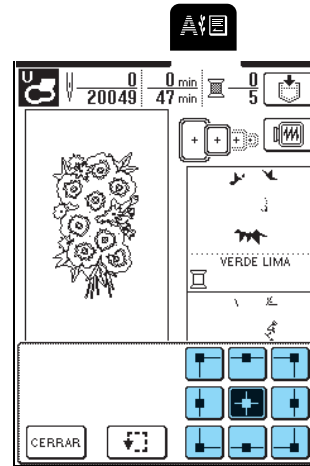 A
U
0 0 min 0
20049 47 min 5
VERDE LIMA
CERRAR